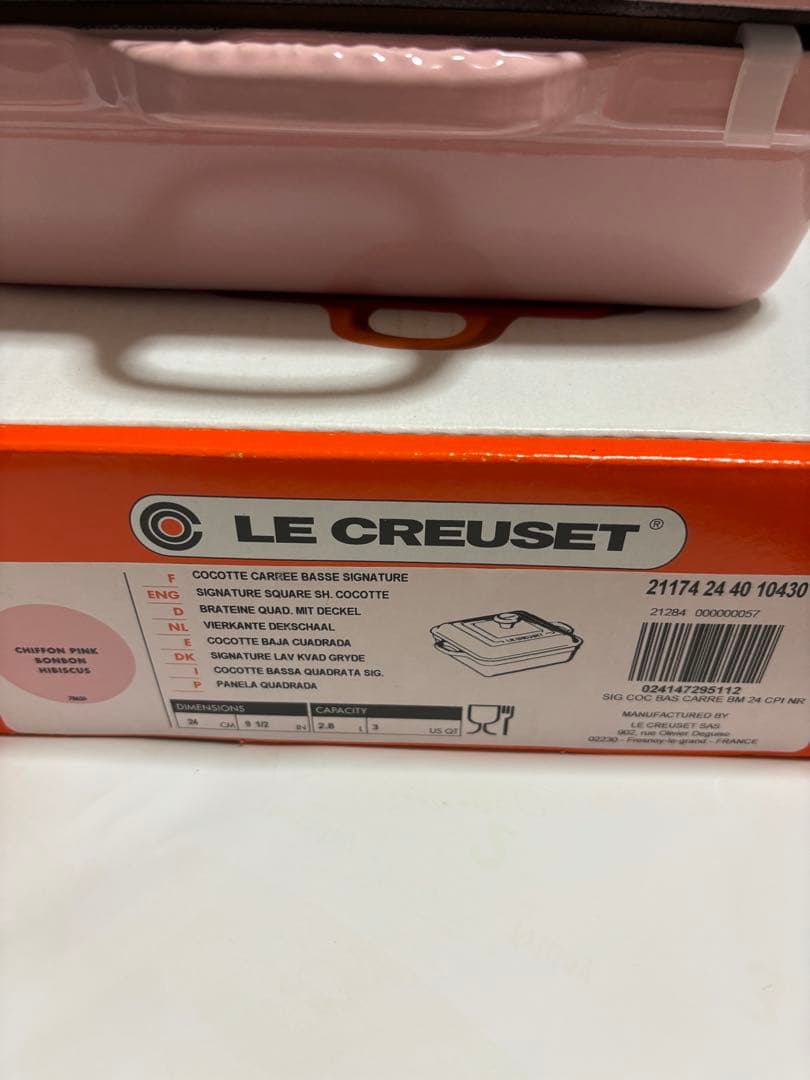 LE CREUSET ®
F COCOTTE CARREE BASSE SIGNATURE
ENG SIGNATURE SQUARE SH. COCOTTE
D BRATEINE QUAD. MIT DECKEL
NL VIERKANTE DEKSCHAAL
E COCOTTE BAJA CUADRADA
DK SIGNATURE LAV KVAD GRYDE
I COCOTTE BASSA QUADRATA SIG.
P PANELA QUADRADA
CHIFFON PINK
BONBON
HIBISCUS
DIMENSIONS CAPACITY
24 CM 9 1/2 IN 2.8 L 3 US QT
LE CREUSET
21174 24 40 10430
21284 000000057
024147295112
SIG COC BAS CARRE BM 24 CPI NR
MANUFACTURED BY
LE CREUSET SAS
902, rue Olivier Deguise
02230 - Fresnoy-le-grand - FRANCE